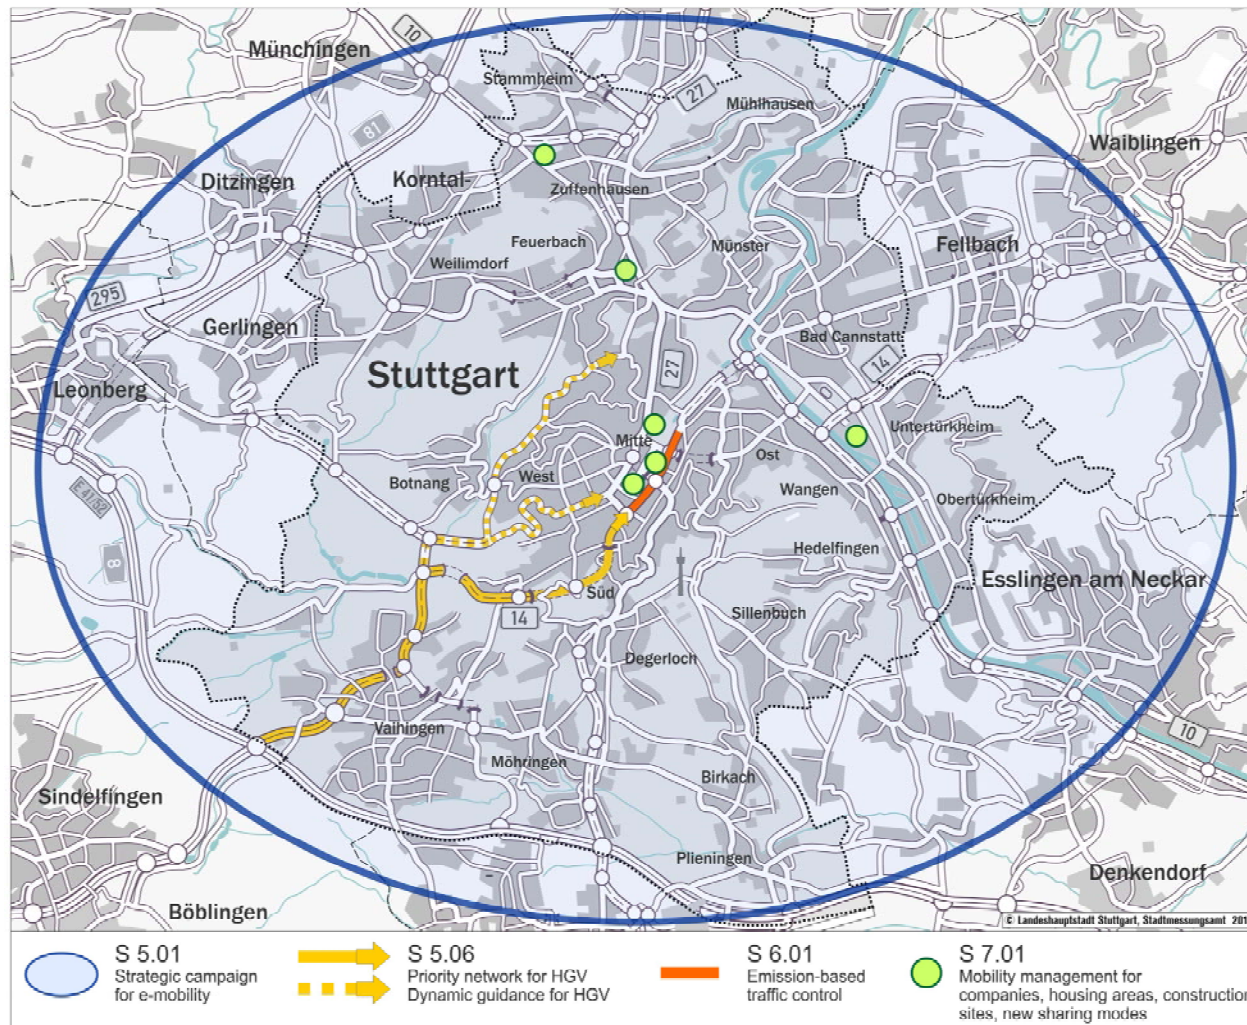 10
Münchingen
Stammheim
27
Mühlhausen
81
Waiblingen
Ditzingen
Korntal-
Zuffenhausen
Feuerbach
Münster
Fellbach
Weilimdorf
295
Gerlingen
Bad Cannstatt
14
27
Stuttgart
Leonberg
Untertürkheim
Mitte
Ost
West
Botnang
Wangen
Obertürkheim
8
Hedelfingen
Esslingen am Neckar
Süd
14
Sillenbuch
Degerloch
Vaihingen
10
Möhringen
Birkach
Sindelfingen
Plieningen
Denkendorf
Böblingen
© Landeshauptstadt Stuttgart, Stadtmessungsamt 201
S 5.01
Strategic campaign
for e-mobility
S 5.06
Priority network for HGV
Dynamic guidance for HGV
S 6.01
Emission-based
traffic control
S 7.01
Mobility management for
companies, housing areas, construction
sites, new sharing modes